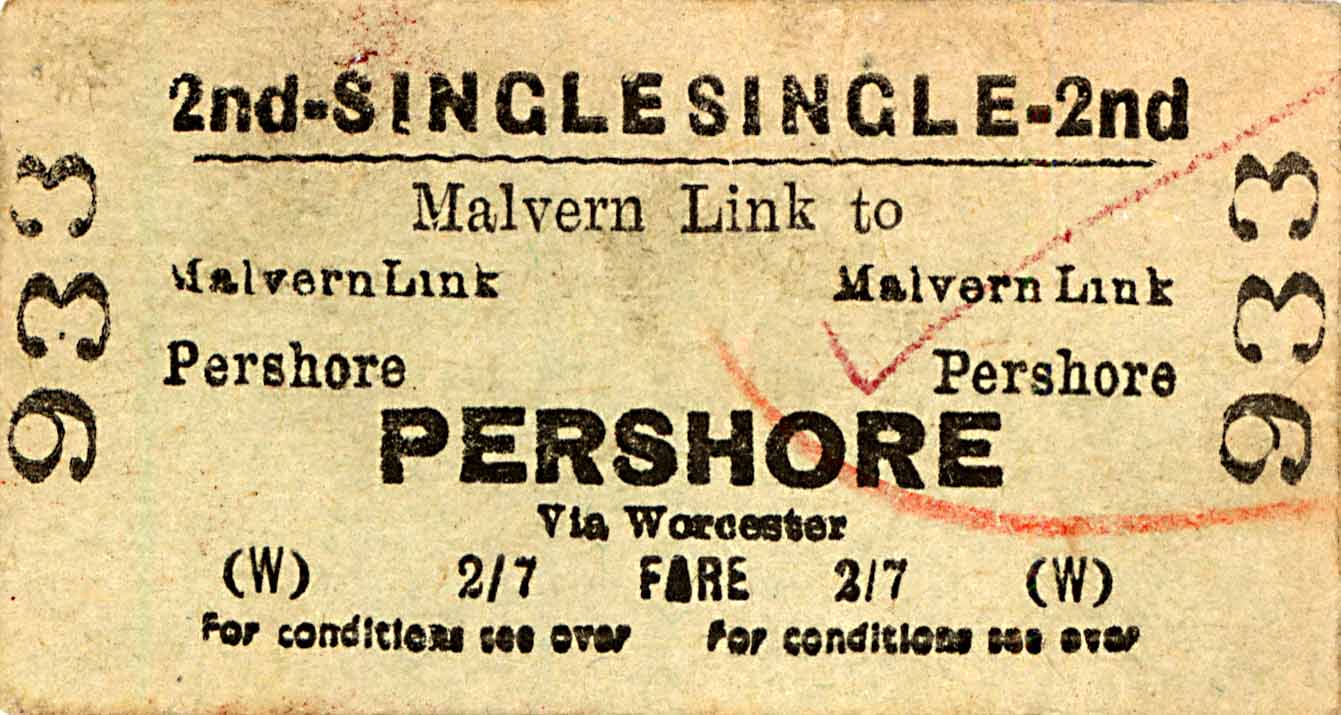 2nd-SINGLE SINGLE-2nd
Malvern Link to
Malvern Link Malvern Link
Pershore Pershore
PERSHORE
Via Worcester
(W) 2/7 FARE 2/7 (W)
For conditions see over For conditions see over
933
933